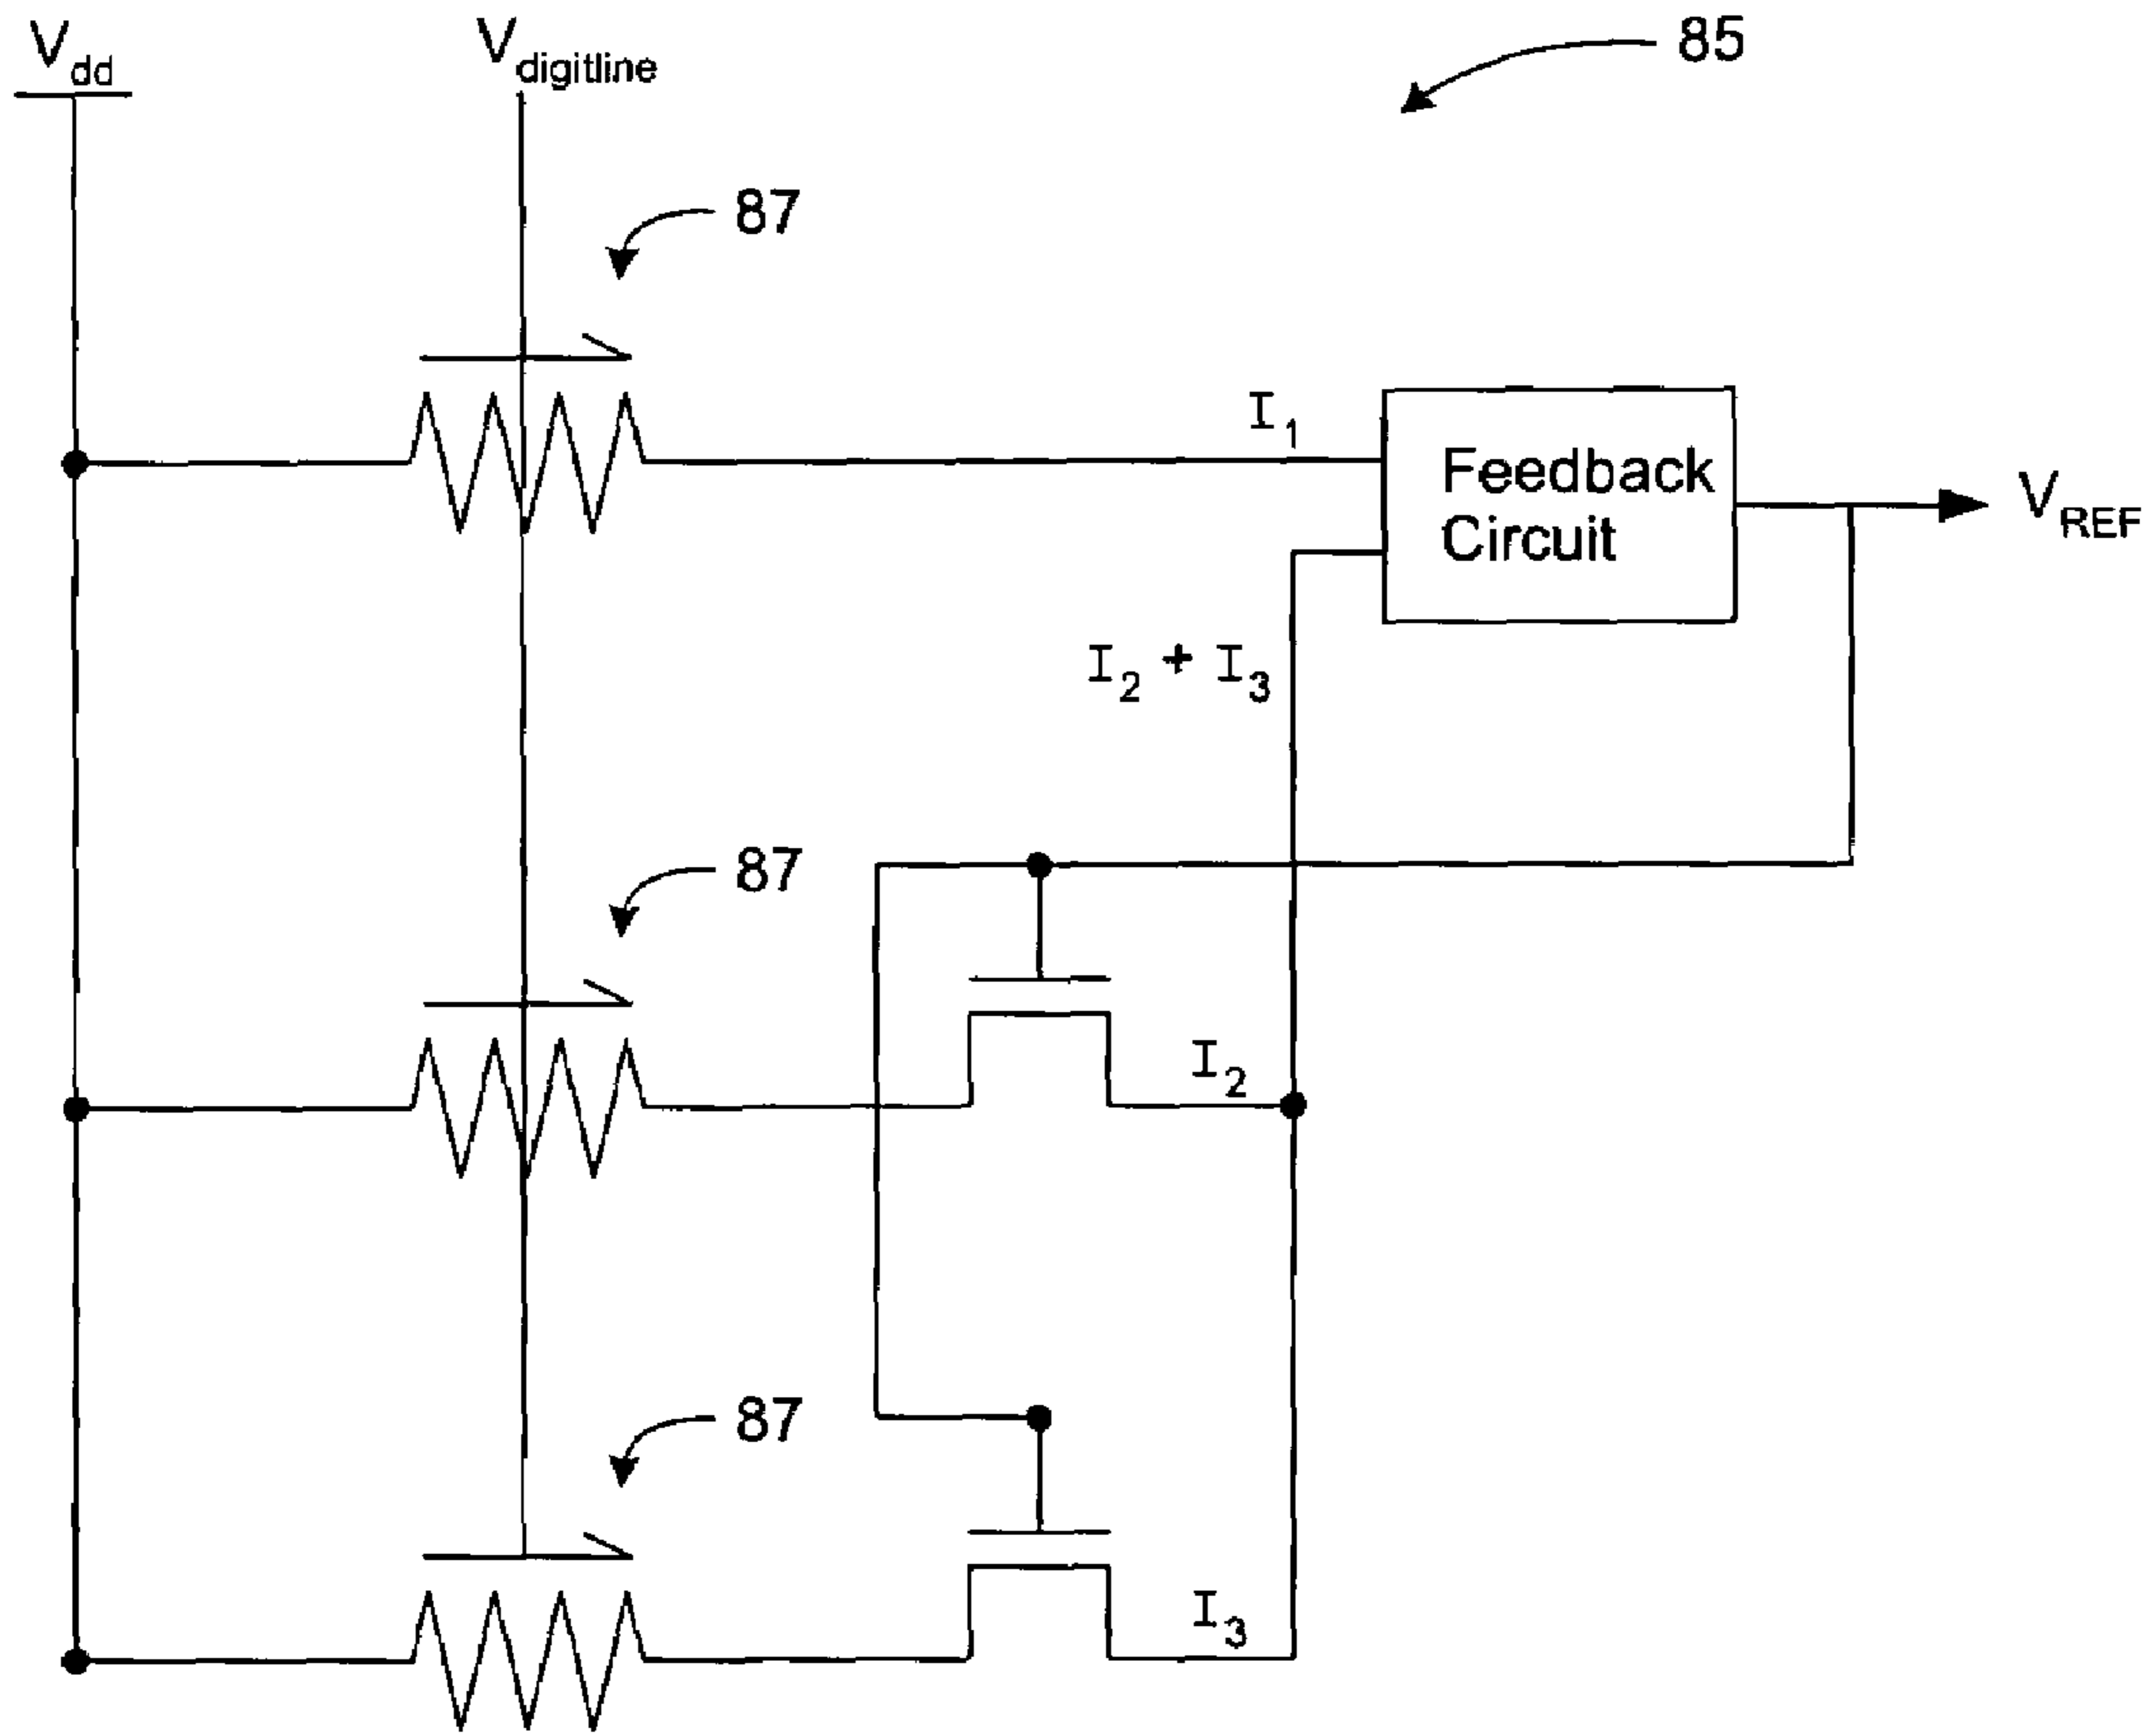 V_dd
V_digitline
85
87
I_1
Feedback
Circuit
V_REF
I_2 + I_3
87
I_2
87
I_3